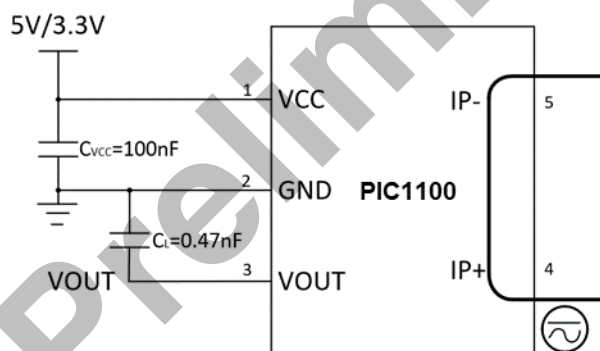 5V/3.3V
1
VCC
IP-
5
Cvcc=100nF
2
GND
PIC1100
CL=0.47nF
VOUT
3
VOUT
IP+
4
Prelim